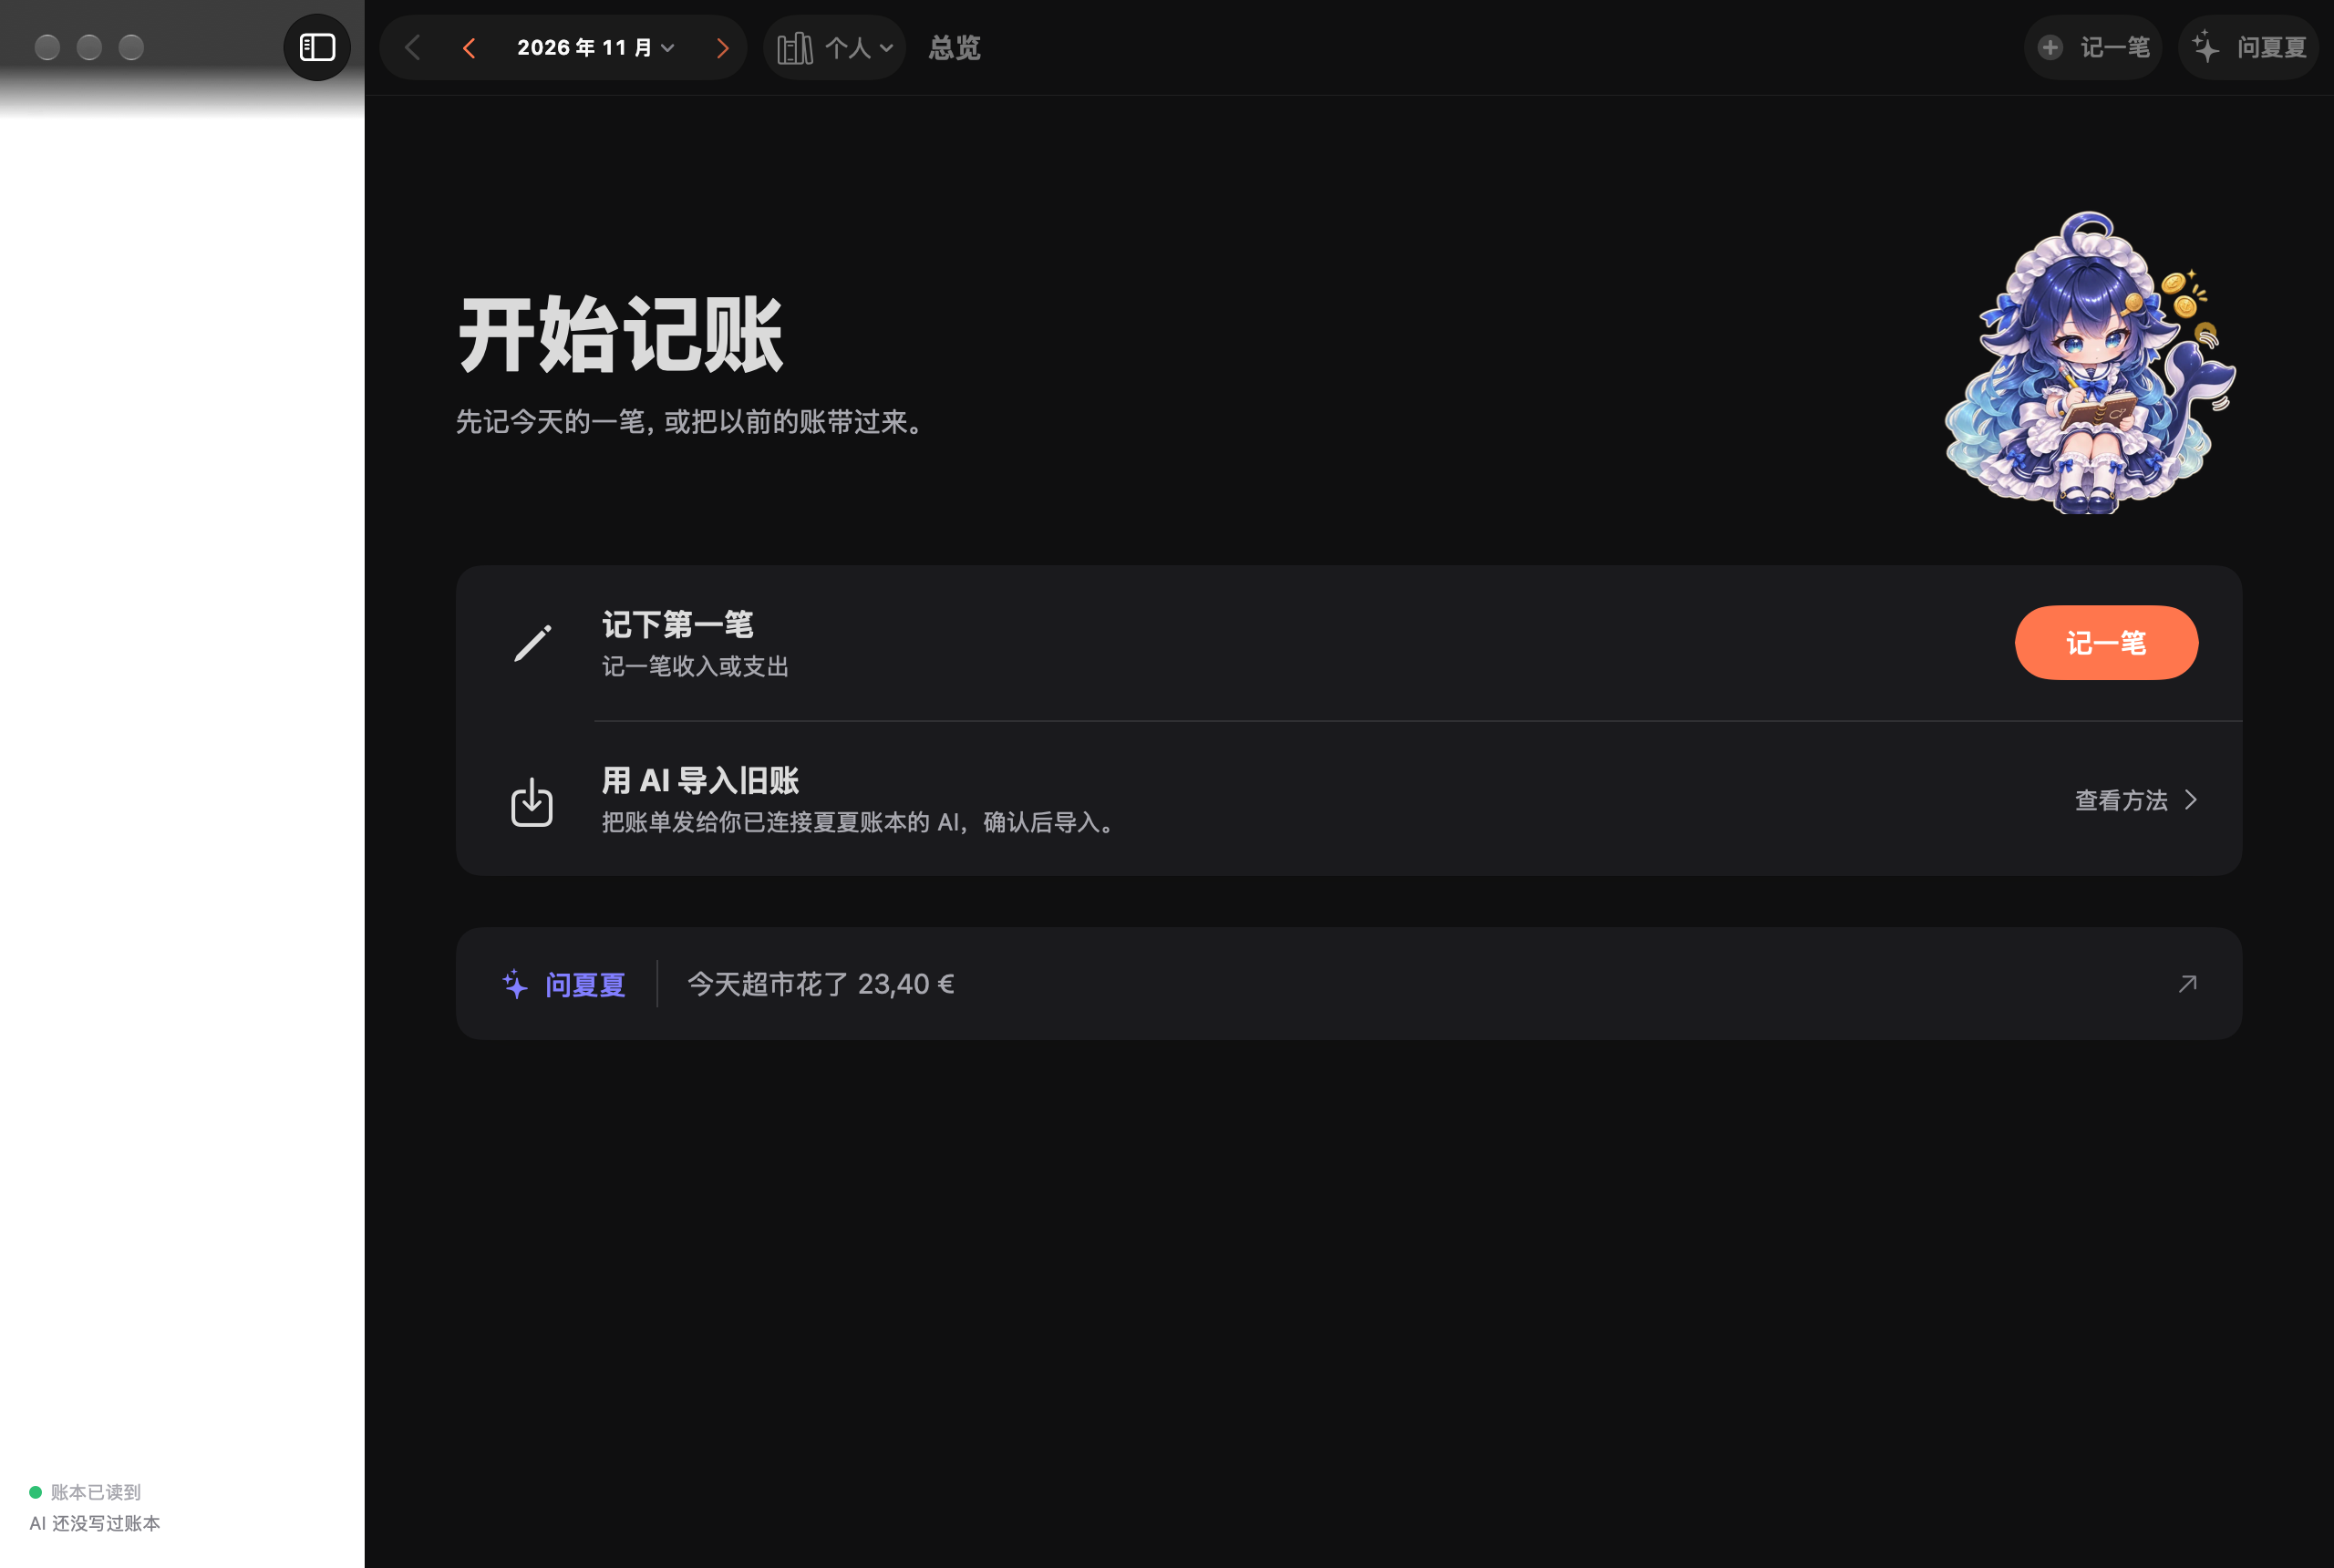 2026 年 11 月
个人
总览
记一笔
问夏夏
开始记账
先记今天的一笔, 或把以前的账带过来。
记下第一笔
记一笔收入或支出
记一笔
用 AI 导入旧账
把账单发给你已连接夏夏账本的 AI，确认后导入。
查看方法
问夏夏
今天超市花了 23,40 €
账本已读到
AI 还没写过账本